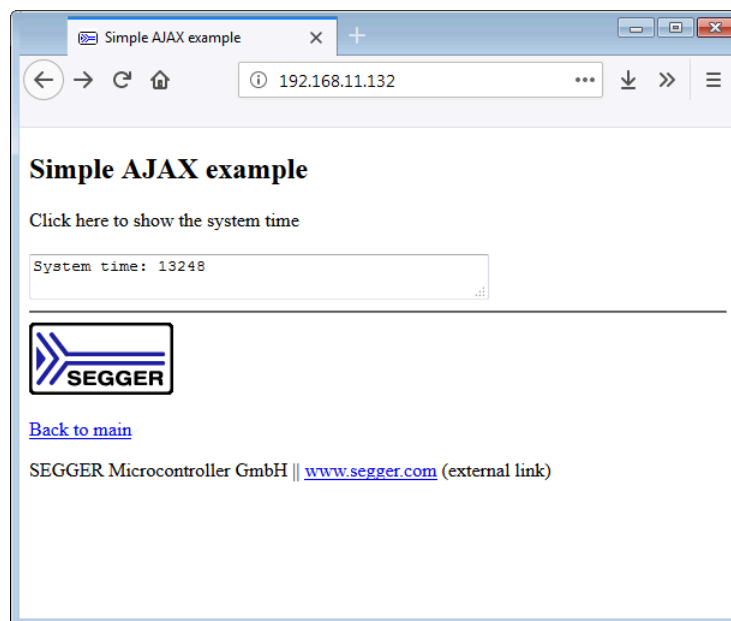 Simple AJAX example
192.168.11.132
Simple AJAX example
Click here to show the system time
System time: 13248
SEGGER
Back to main
SEGGER Microcontroller GmbH || www.segger.com (external link)